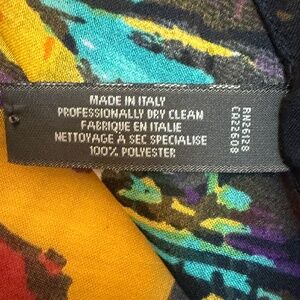 MADE IN ITALY
PROFESSIONALLY DRY CLEAN
FABRIQUE EN ITALIE
NETTOYAGE À SEC SPECIALISE
100% POLYESTER
RN26128
CA22608